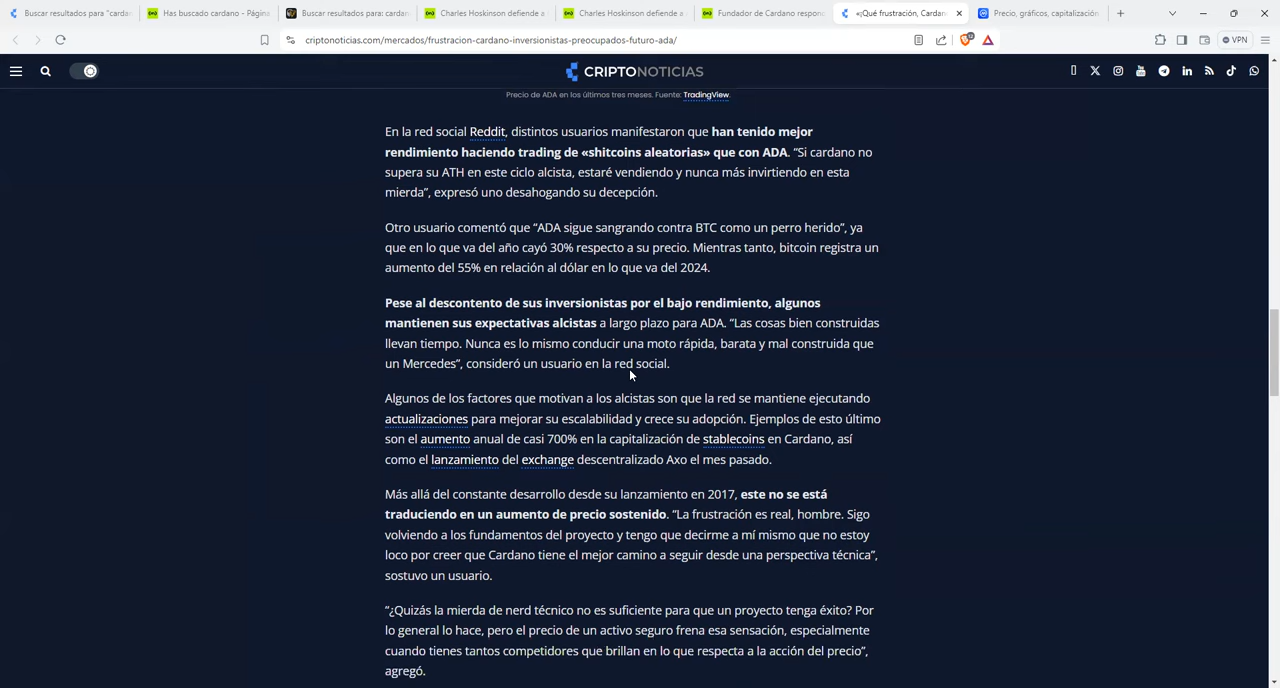 Buscar resultados para "cardar
Has buscado cardano - Página
Buscar resultados para: cardan
Charles Hoskinson defiende a
Charles Hoskinson defiende a
Fundador de Cardano respon
«¡Qué frustración, Cardan
Precio, gráficos, capitalización
criptonoticias.com/mercados/frustracion-cardano-inversionistas-preocupados-futuro-ada/
VPN
CRIPTONOTICIAS
Precio de ADA en los últimos tres meses. Fuente: TradingView.
En la red social Reddit, distintos usuarios manifestaron que han tenido mejor
rendimiento haciendo trading de «shitcoins aleatorias» que con ADA. “Si cardano no
supera su ATH en este ciclo alcista, estaré vendiendo y nunca más invirtiendo en esta
mierda”, expresó uno desahogando su decepción.
Otro usuario comentó que “ADA sigue sangrando contra BTC como un perro herido”, ya
que en lo que va del año cayó 30% respecto a su precio. Mientras tanto, bitcoin registra un
aumento del 55% en relación al dólar en lo que va del 2024.
Pese al descontento de sus inversionistas por el bajo rendimiento, algunos
mantienen sus expectativas alcistas a largo plazo para ADA. “Las cosas bien construidas
llevan tiempo. Nunca es lo mismo conducir una moto rápida, barata y mal construida que
un Mercedes”, consideró un usuario en la red social.
Algunos de los factores que motivan a los alcistas son que la red se mantiene ejecutando
actualizaciones para mejorar su escalabilidad y crece su adopción. Ejemplos de esto último
son el aumento anual de casi 700% en la capitalización de stablecoins en Cardano, así
como el lanzamiento del exchange descentralizado Axo el mes pasado.
Más allá del constante desarrollo desde su lanzamiento en 2017, este no se está
traduciendo en un aumento de precio sostenido. “La frustración es real, hombre. Sigo
volviendo a los fundamentos del proyecto y tengo que decirme a mí mismo que no estoy
loco por creer que Cardano tiene el mejor camino a seguir desde una perspectiva técnica”,
sostuvo un usuario.
“¿Quizás la mierda de nerd técnico no es suficiente para que un proyecto tenga éxito? Por
lo general lo hace, pero el precio de un activo seguro frena esa sensación, especialmente
cuando tienes tantos competidores que brillan en lo que respecta a la acción del precio”,
agregó.